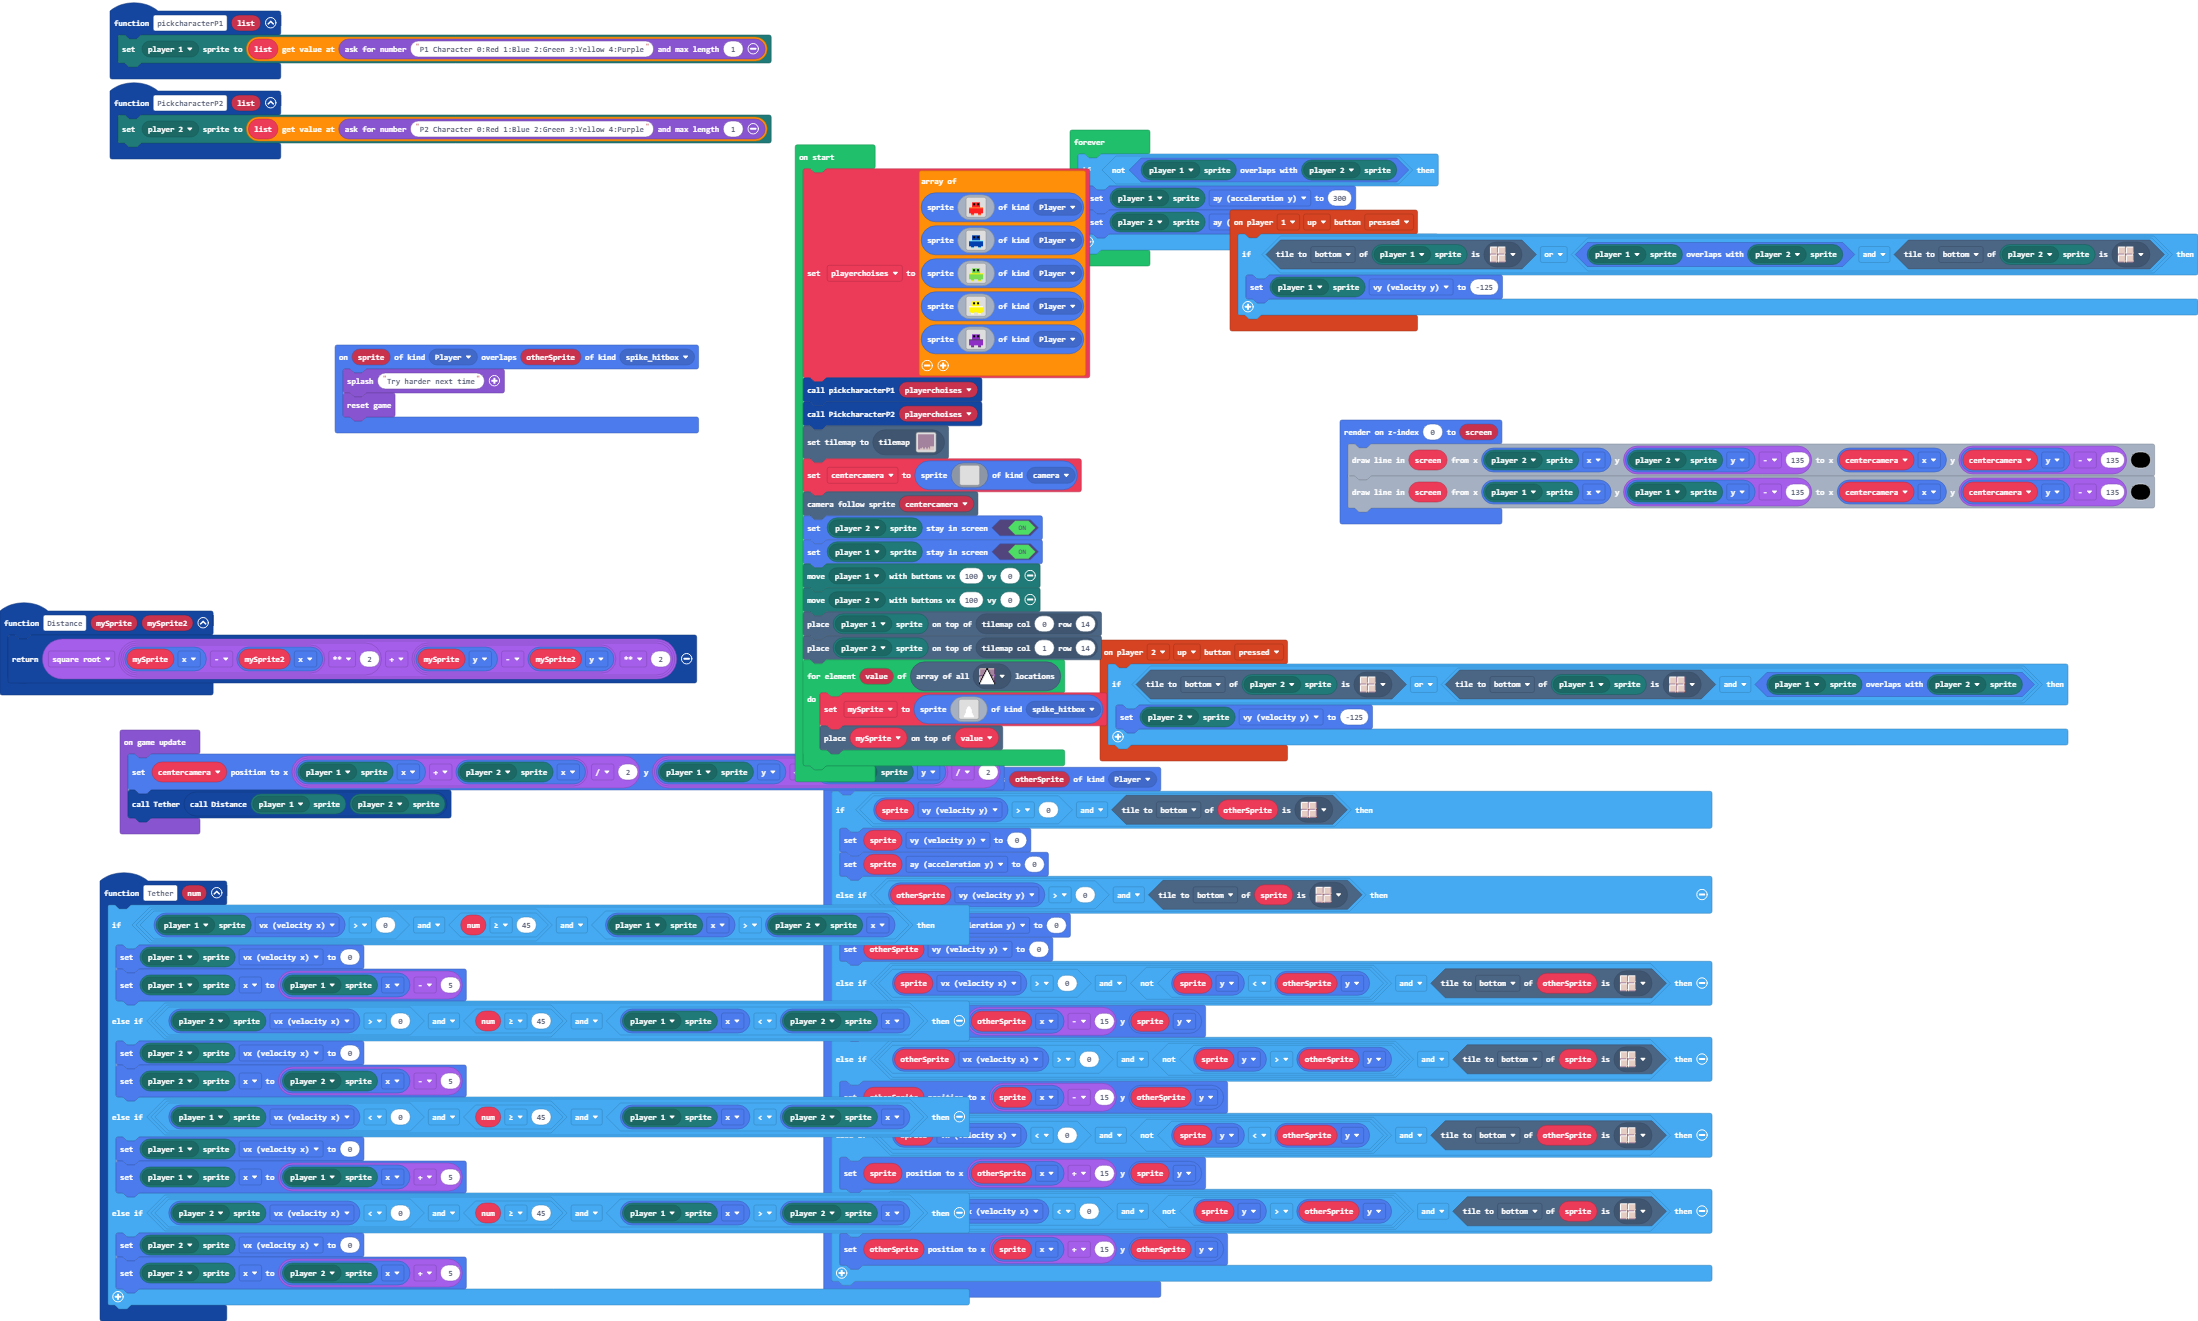 function pickcharacterP1 list
set player 1 sprite to list get value at ask for number "P1 Character 0:Red 1:Blue 2:Green 3:Yellow 4:Purple" and max length 1
function PickcharacterP2 list
set player 2 sprite to list get value at ask for number "P2 Character 0:Red 1:Blue 2:Green 3:Yellow 4:Purple" and max length 1
forever
not player 1 sprite overlaps with player 2 sprite then
set player 1 sprite ay (acceleration y) to 300
set player 2 sprite ay (
on player 1 up button pressed
if tile to bottom of player 1 sprite is or player 1 sprite overlaps with player 2 sprite and tile to bottom of player 2 sprite is then
set player 1 sprite vy (velocity y) to -125
on start
set playerchoises to array of
sprite of kind Player
sprite of kind Player
sprite of kind Player
sprite of kind Player
sprite of kind Player
call pickcharacterP1 playerchoises
call PickcharacterP2 playerchoises
set tilemap to tilemap
set centercamera to sprite of kind camera
camera follow sprite centercamera
set player 2 sprite stay in screen ON
set player 1 sprite stay in screen ON
move player 1 with buttons vx 100 vy 0
move player 2 with buttons vx 100 vy 0
place player 1 sprite on top of tilemap col 0 row 14
place player 2 sprite on top of tilemap col 1 row 14
for element value of array of all locations
do
set mySprite to sprite of kind spike_hitbox
place mySprite on top of value
on sprite of kind Player overlaps otherSprite of kind spike_hitbox
splash "Try harder next time"
reset game
render on z-index 0 to screen
draw line in screen from x player 2 sprite x y player 2 sprite y - 135 to x centercamera x y centercamera y - 135
draw line in screen from x player 1 sprite x y player 1 sprite y - 135 to x centercamera x y centercamera y - 135
function Distance mySprite mySprite2
return square root mySprite x - mySprite2 x ** 2 + mySprite y - mySprite2 y ** 2
on player 2 up button pressed
if tile to bottom of player 2 sprite is or tile to bottom of player 1 sprite is and player 1 sprite overlaps with player 2 sprite then
set player 2 sprite vy (velocity y) to -125
on game update
set centercamera position to x player 1 sprite x + player 2 sprite x / 2 y player 1 sprite y sprite y / 2
call Tether call Distance player 1 sprite player 2 sprite
otherSprite of kind Player
if sprite vy (velocity y) > 0 and tile to bottom of otherSprite is then
set sprite vy (velocity y) to 0
set sprite ay (acceleration y) to 0
else if otherSprite vy (velocity y) > 0 and tile to bottom of sprite is then
leration y) to 0
set otherSprite vy (velocity y) to 0
else if sprite vx (velocity x) > 0 and not sprite y < otherSprite y and tile to bottom of otherSprite is then
otherSprite x - 15 y sprite y
else if otherSprite vx (velocity x) > 0 and not sprite y > otherSprite y and tile to bottom of sprite is then
to x sprite x - 15 y otherSprite y
ocity x) < 0 and not sprite y < otherSprite y and tile to bottom of otherSprite is then
set sprite position to x otherSprite x + 15 y sprite y
(velocity x) < 0 and not sprite y > otherSprite y and tile to bottom of sprite is then
set otherSprite position to x sprite x + 15 y otherSprite y
function Tether num
if player 1 sprite vx (velocity x) > 0 and num ≥ 45 and player 1 sprite x > player 2 sprite x then
set player 1 sprite vx (velocity x) to 0
set player 1 sprite x to player 1 sprite x - 5
else if player 2 sprite vx (velocity x) > 0 and num ≥ 45 and player 1 sprite x < player 2 sprite x then
set player 2 sprite vx (velocity x) to 0
set player 2 sprite x to player 2 sprite x - 5
else if player 1 sprite vx (velocity x) < 0 and num ≥ 45 and player 1 sprite x < player 2 sprite x then
set player 1 sprite vx (velocity x) to 0
set player 1 sprite x to player 1 sprite x + 5
else if player 2 sprite vx (velocity x) < 0 and num ≥ 45 and player 1 sprite x > player 2 sprite x then
set player 2 sprite vx (velocity x) to 0
set player 2 sprite x to player 2 sprite x + 5